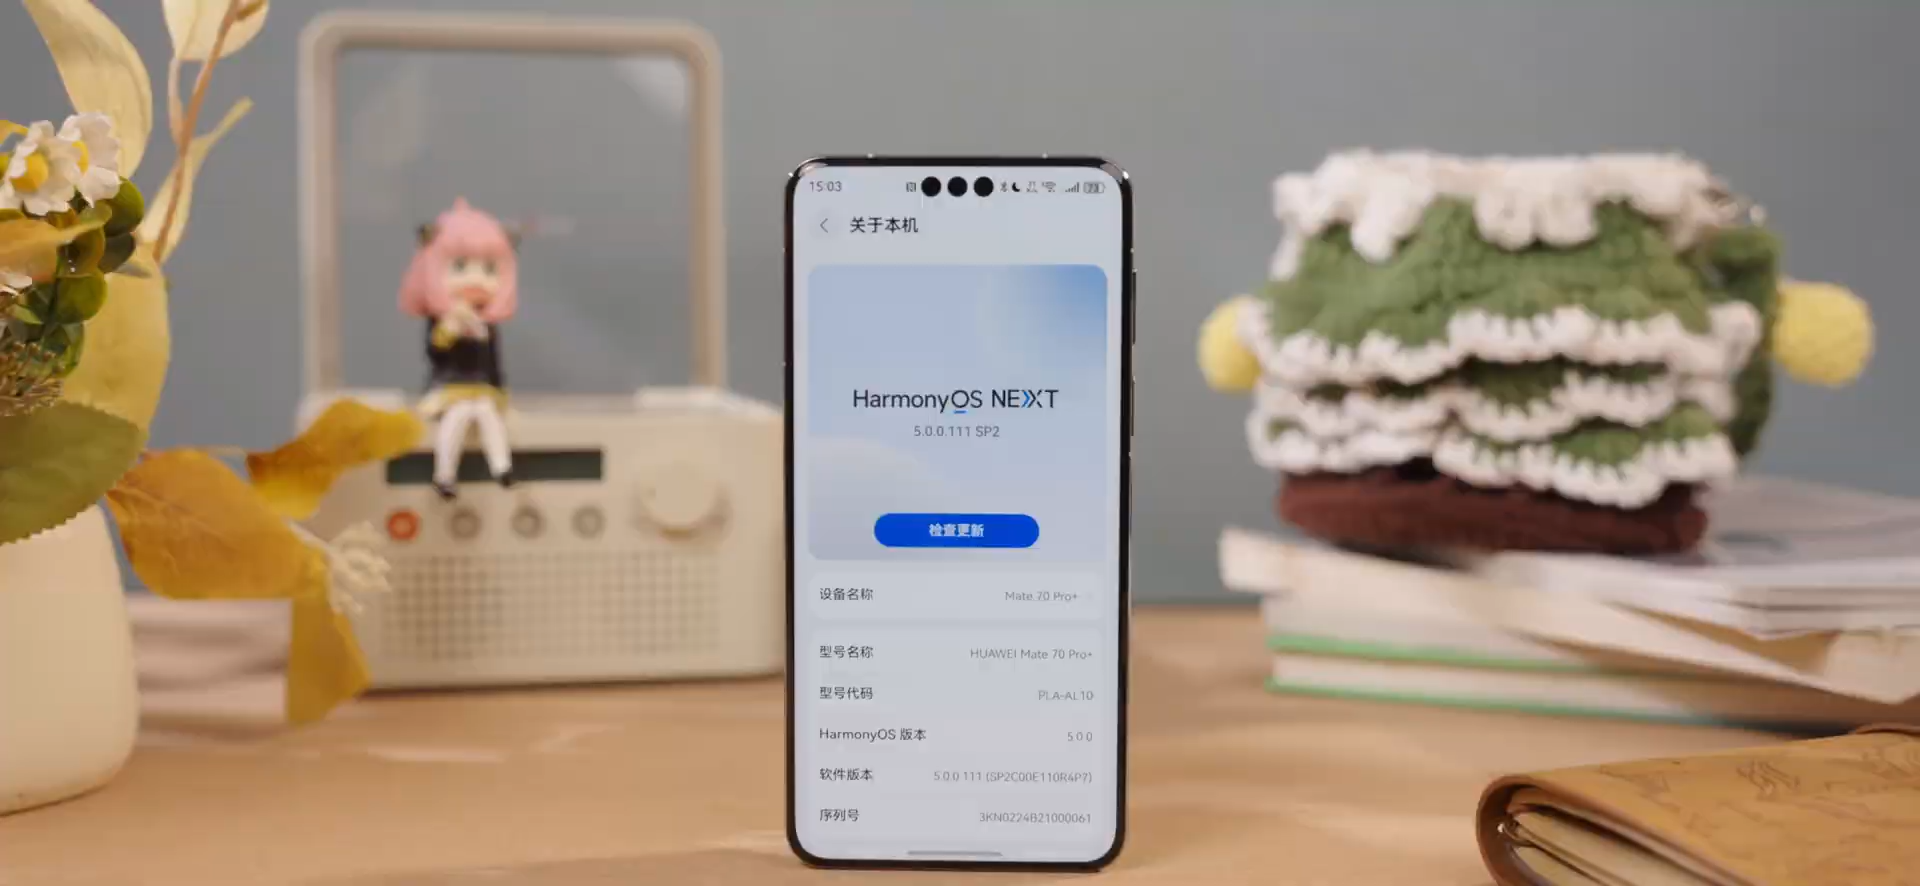 15:03
关于本机
HarmonyOS NEXT
5.0.0.111 SP2
检查更新
设备名称 Mate 70 Pro+
型号名称 HUAWEI Mate 70 Pro+
型号代码 PLA-AL10
HarmonyOS 版本 5.0.0
软件版本 5.0.0.111 (SP2C00E110R4P7)
序列号 3KN0224B21000061